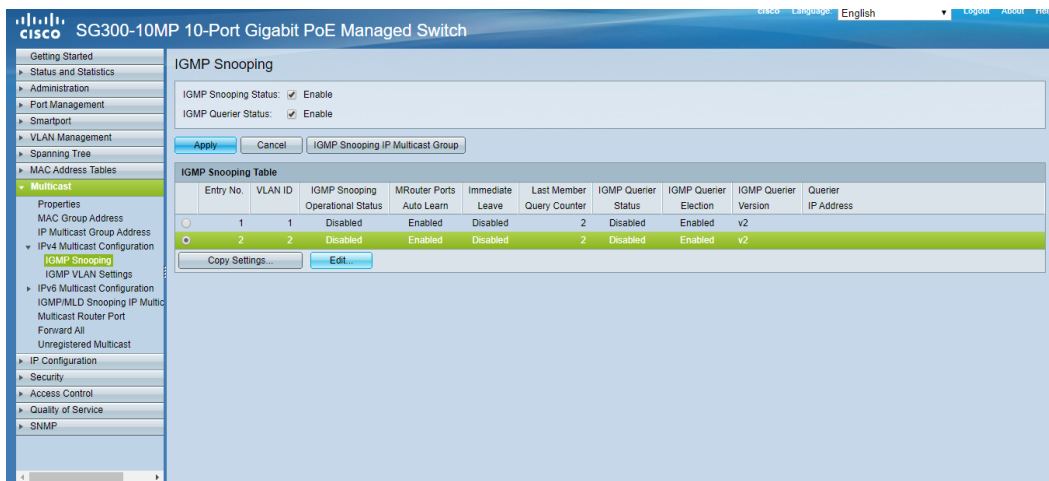 cisco Language: English Logout About Hel
cisco SG300-10MP 10-Port Gigabit PoE Managed Switch
Getting Started
Status and Statistics
Administration
Port Management
Smartport
VLAN Management
Spanning Tree
MAC Address Tables
Multicast
Properties
MAC Group Address
IP Multicast Group Address
IPv4 Multicast Configuration
IGMP Snooping
IGMP VLAN Settings
IPv6 Multicast Configuration
IGMP/MLD Snooping IP Multic
Multicast Router Port
Forward All
Unregistered Multicast
IP Configuration
Security
Access Control
Quality of Service
SNMP
IGMP Snooping
IGMP Snooping Status: Enable
IGMP Querier Status: Enable
Apply Cancel IGMP Snooping IP Multicast Group
IGMP Snooping Table
Entry No. VLAN ID IGMP Snooping MRouter Ports Immediate Last Member IGMP Querier IGMP Querier IGMP Querier Querier
Operational Status Auto Learn Leave Query Counter Status Election Version IP Address
1 1 Disabled Enabled Disabled 2 Disabled Enabled v2
2 2 Disabled Enabled Disabled 2 Disabled Enabled v2
Copy Settings... Edit...